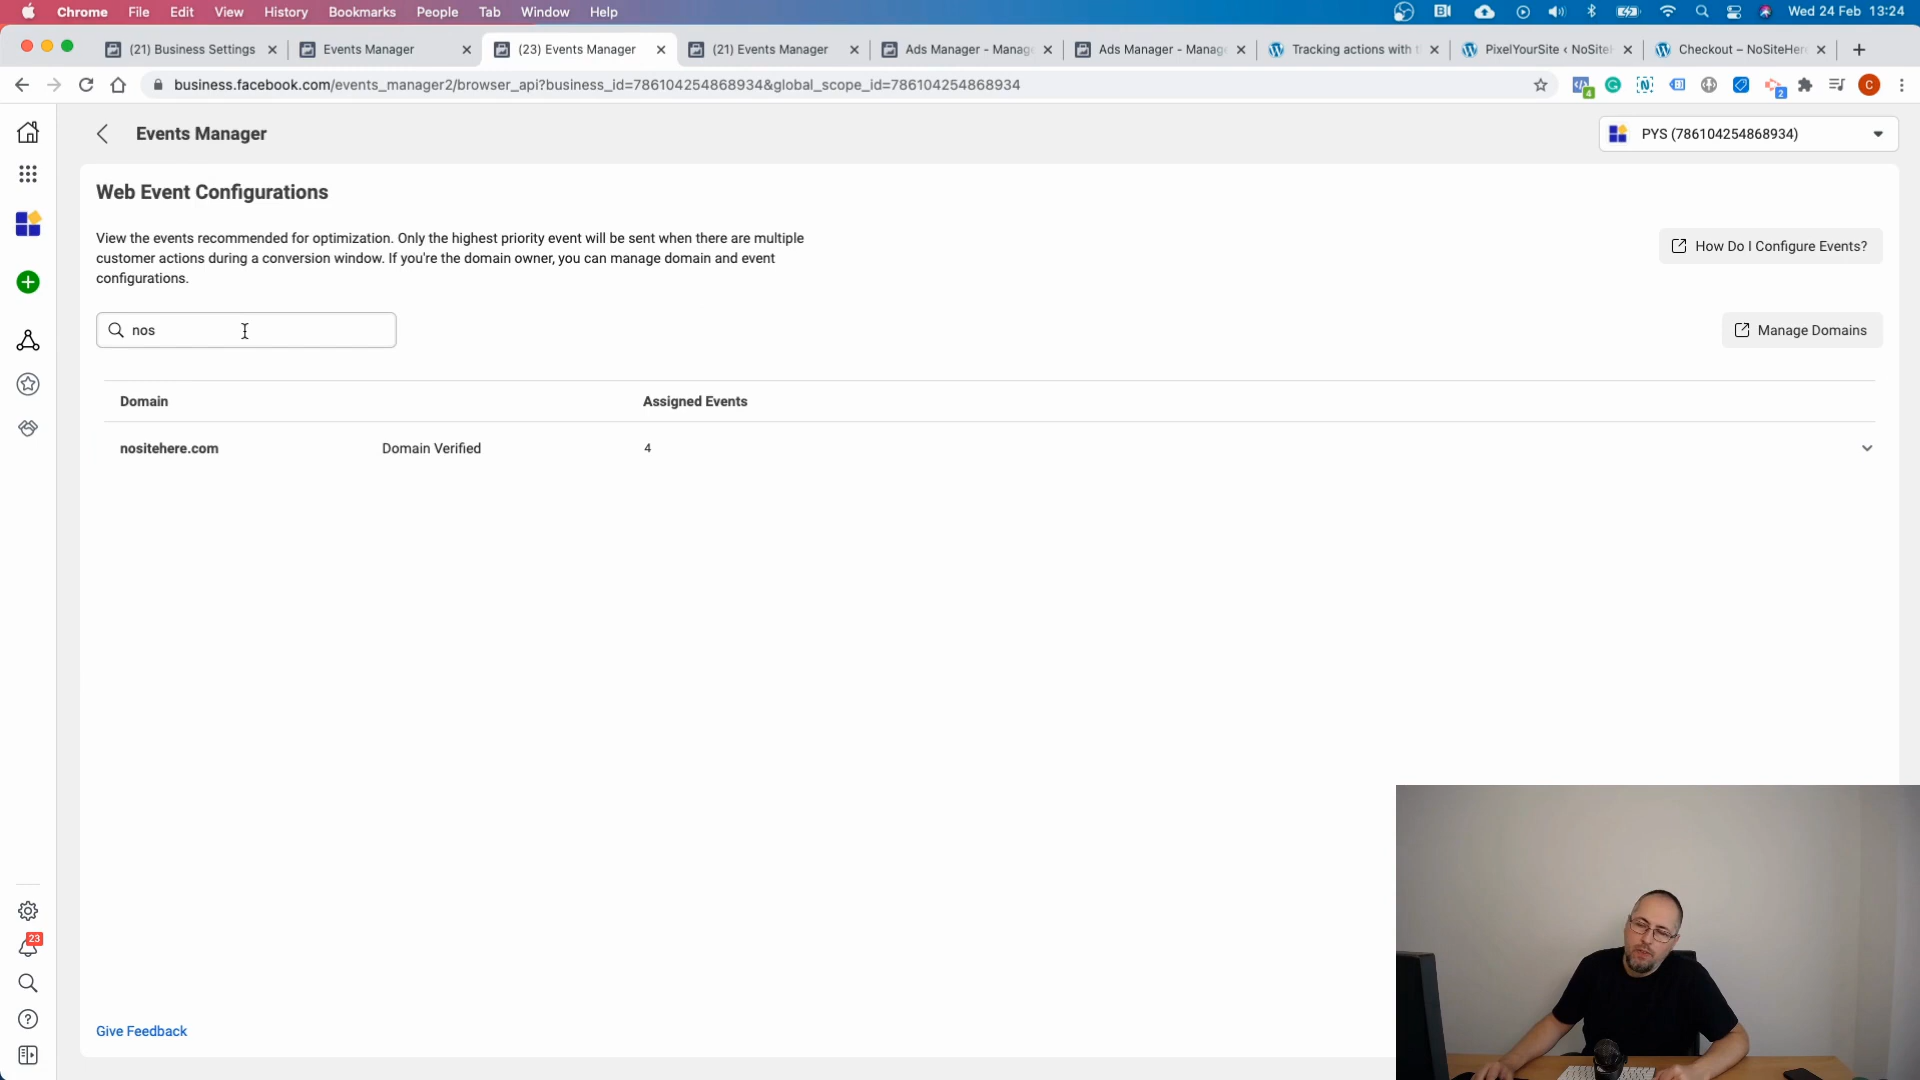 Chrome File Edit View History Bookmarks People Tab Window Help
Wed 24 Feb 13:24
(21) Business Settings
Events Manager
(23) Events Manager
(21) Events Manager
Ads Manager - Manag
Ads Manager - Manag
Tracking actions with
PixelYourSite ‹ NoSite
Checkout – NoSiteHer
business.facebook.com/events_manager2/browser_api?business_id=786104254868934&global_scope_id=786104254868934
4
2
C
Events Manager
PYS (786104254868934)
Web Event Configurations
View the events recommended for optimization. Only the highest priority event will be sent when there are multiple
customer actions during a conversion window. If you're the domain owner, you can manage domain and event
configurations.
How Do I Configure Events?
nos
Manage Domains
Domain Assigned Events
nositehere.com Domain Verified 4
23
Give Feedback